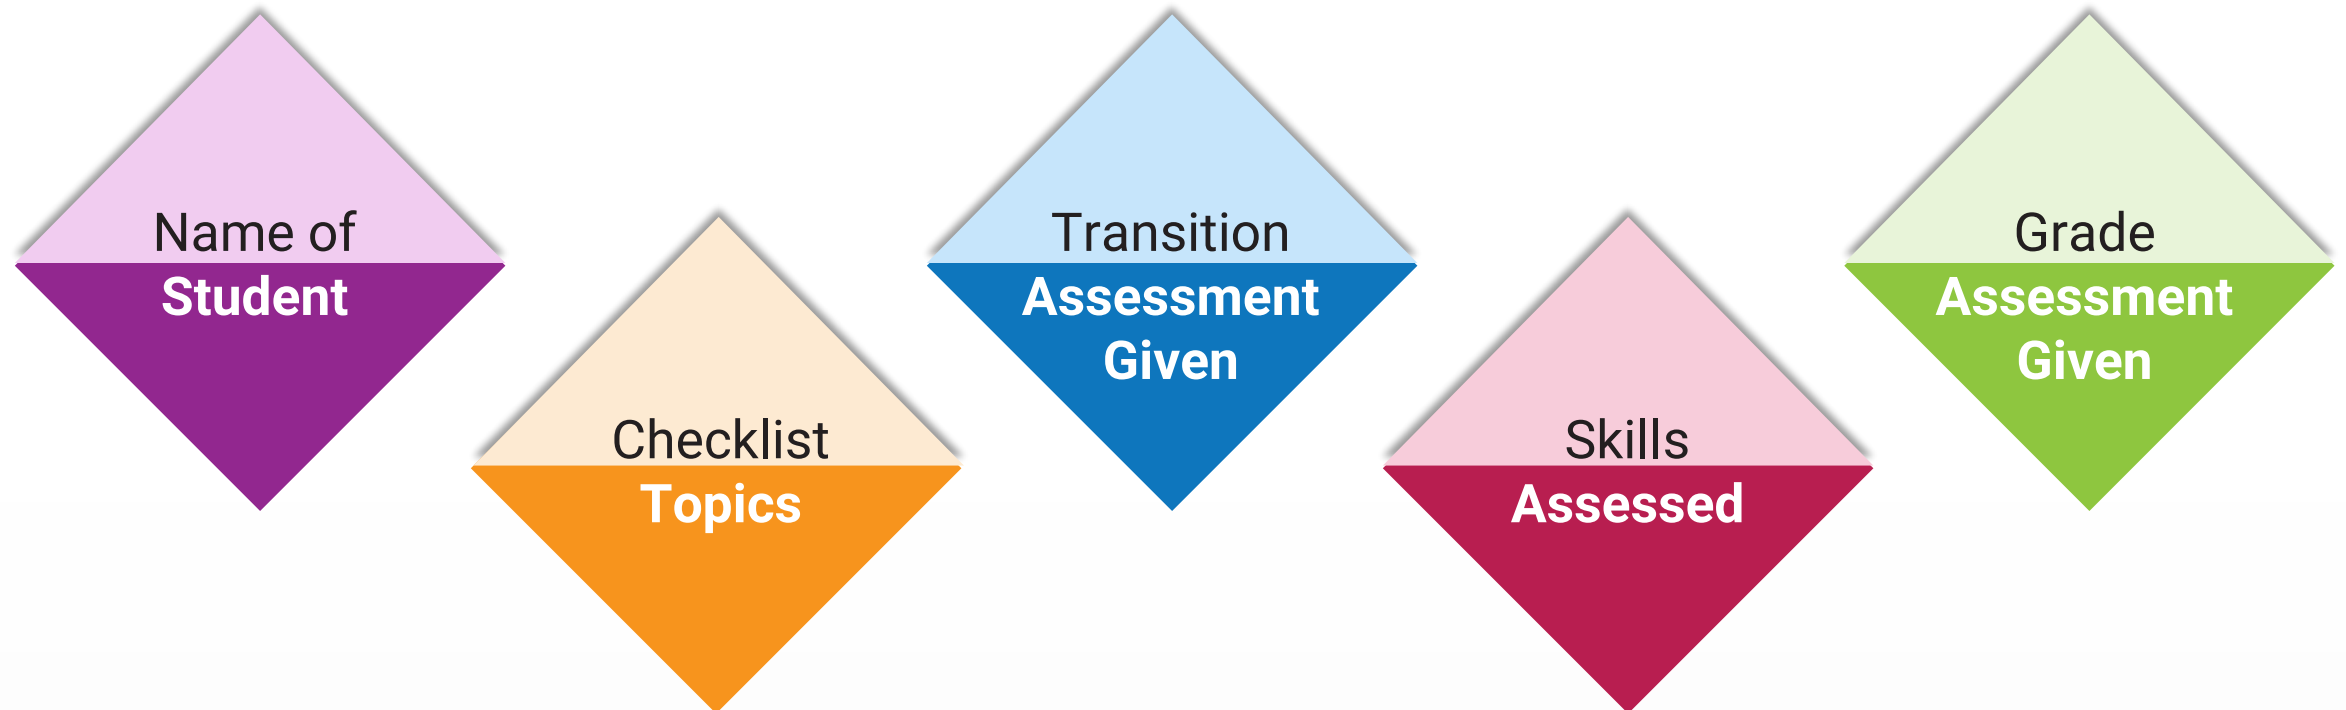 Name of
Student
Checklist
Topics
Transition
Assessment
Given
Skills
Assessed
Grade
Assessment
Given